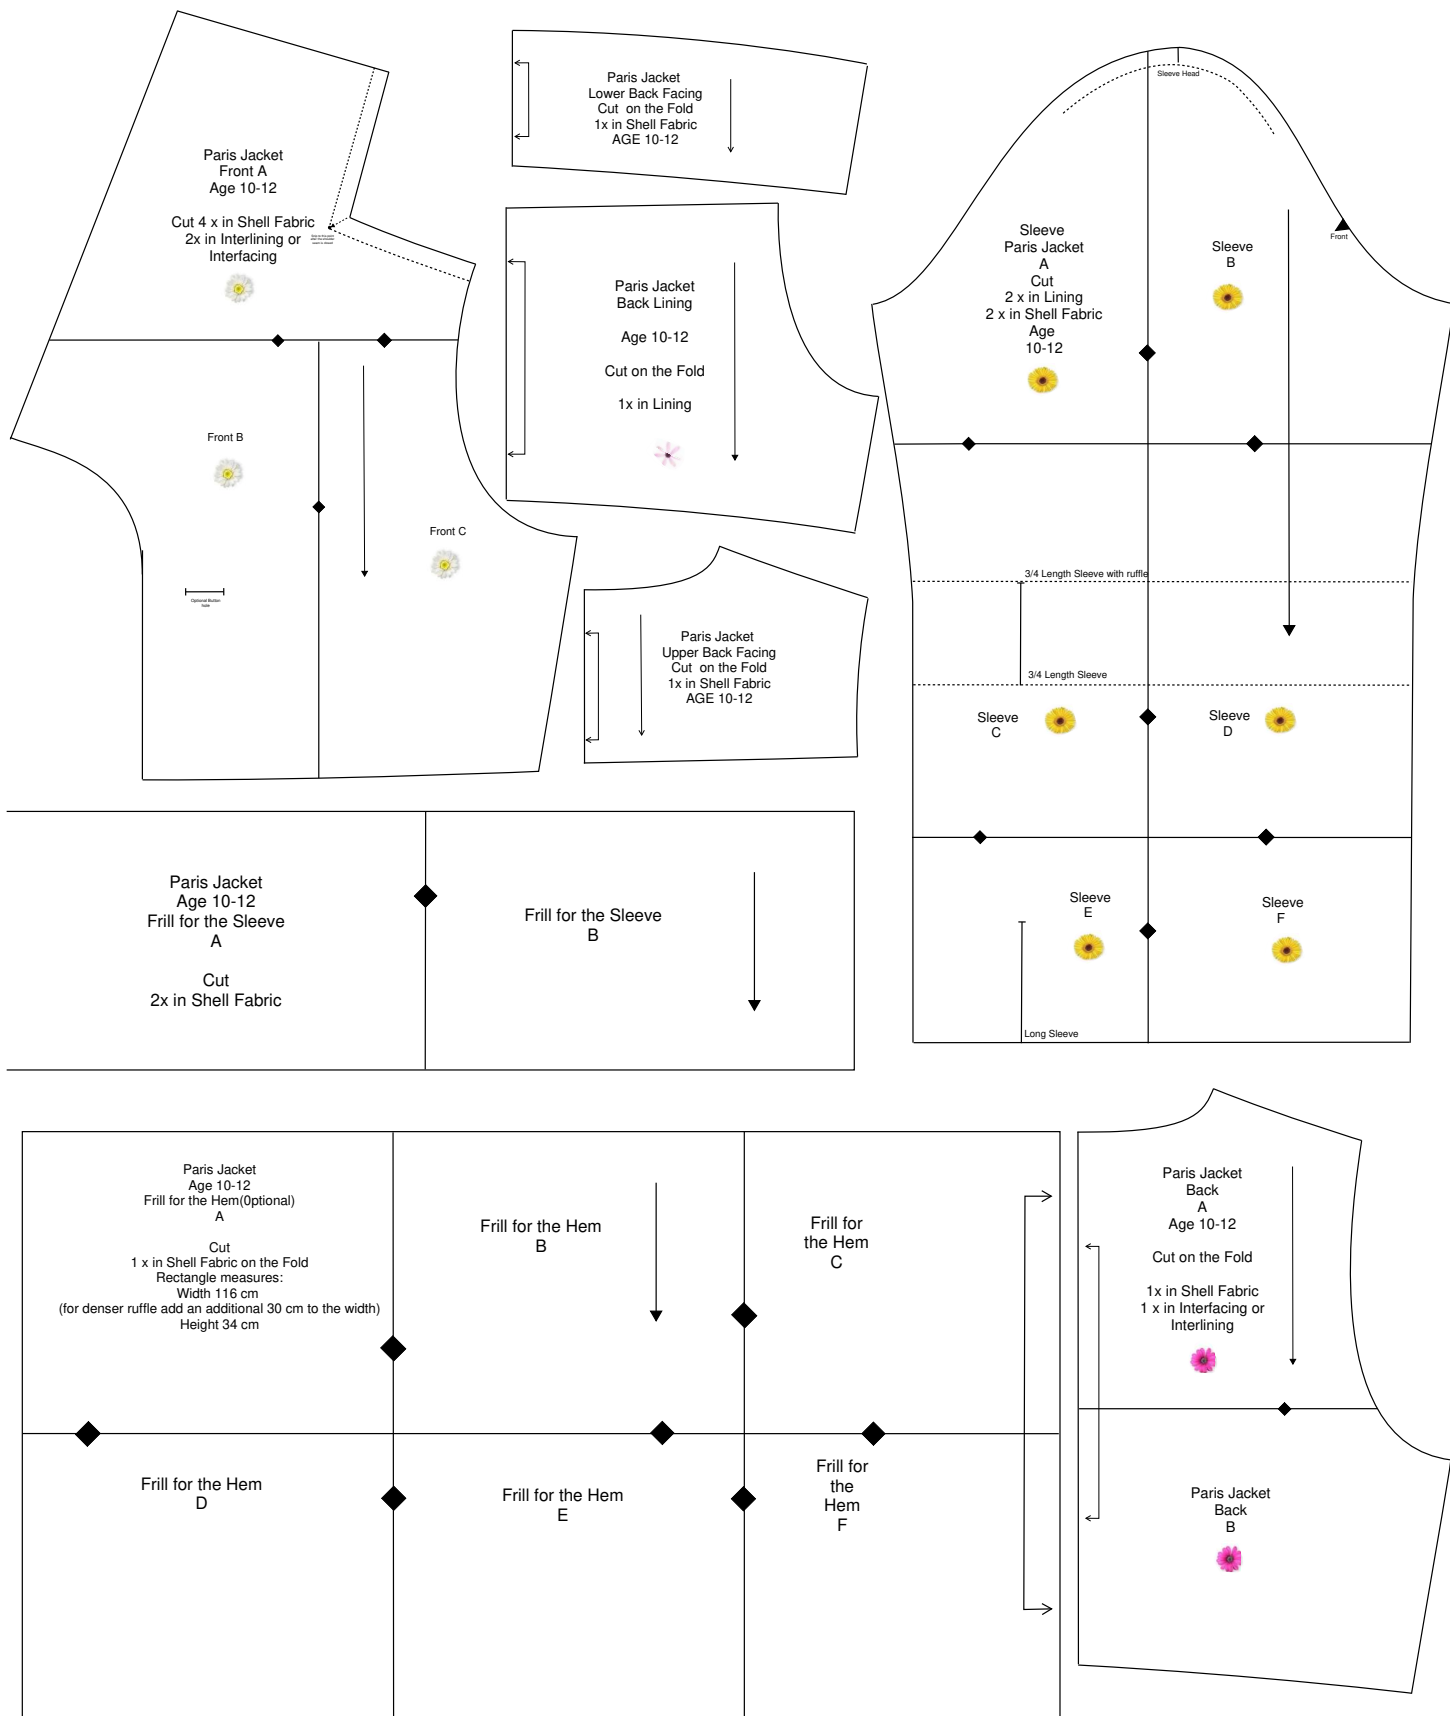 Paris Jacket
Front A
Age 10-12
Cut 4 x in Shell Fabric
2x in Interlining or
Interfacing
Front B
Front C
Optional Button
hole
Paris Jacket
Lower Back Facing
Cut on the Fold
1x in Shell Fabric
AGE 10-12
Paris Jacket
Back Lining
Age 10-12
Cut on the Fold
1x in Lining
Paris Jacket
Upper Back Facing
Cut on the Fold
1x in Shell Fabric
AGE 10-12
Sleeve Head
Front
Sleeve
Paris Jacket
A
Cut
2 x in Lining
2 x in Shell Fabric
Age
10-12
Sleeve
B
3/4 Length Sleeve with ruffle
3/4 Length Sleeve
Sleeve
C
Sleeve
D
Sleeve
E
Sleeve
F
Long Sleeve
Paris Jacket
Age 10-12
Frill for the Sleeve
A
Cut
2x in Shell Fabric
Frill for the Sleeve
B
Paris Jacket
Age 10-12
Frill for the Hem(0ptional)
A
Cut
1 x in Shell Fabric on the Fold
Rectangle measures:
Width 116 cm
(for denser ruffle add an additional 30 cm to the width)
Height 34 cm
Frill for the Hem
B
Frill for
the Hem
C
Frill for the Hem
D
Frill for the Hem
E
Frill for
the
Hem
F
Paris Jacket
Back
A
Age 10-12
Cut on the Fold
1x in Shell Fabric
1 x in Interfacing or
Interlining
Paris Jacket
Back
B